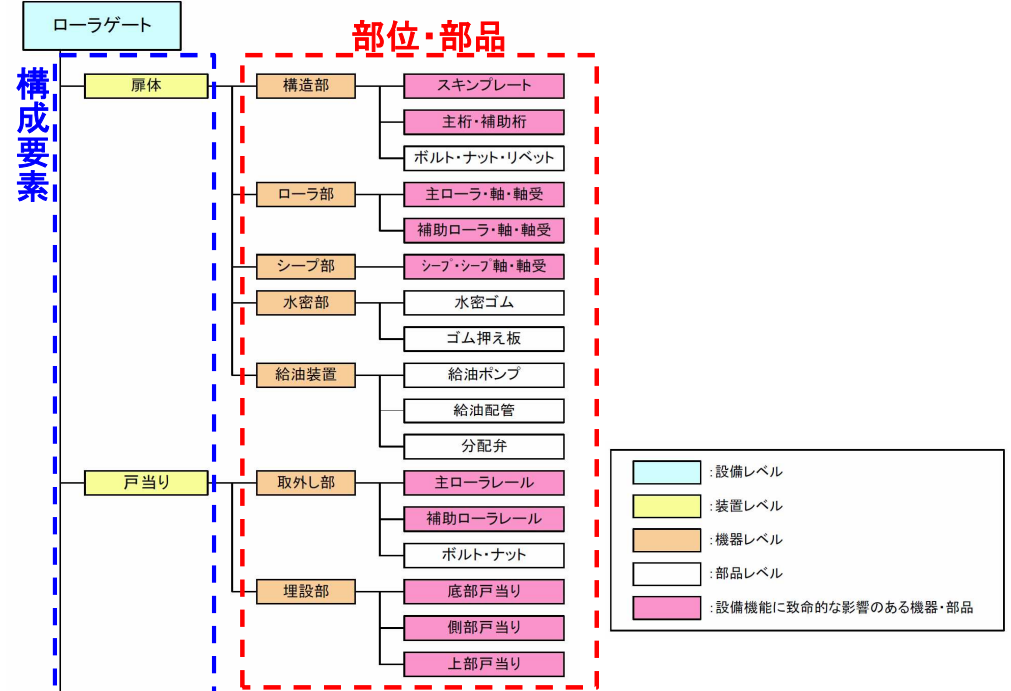 ローラゲート
部位・部品
構成要素
扉体
構造部
スキンプレート
主桁・補助桁
ボルト・ナット・リベット
ローラ部
主ローラ・軸・軸受
補助ローラ・軸・軸受
シーブ部
シーブ・シーブ軸・軸受
水密部
水密ゴム
ゴム押え板
給油装置
給油ポンプ
給油配管
分配弁
戸当り
取外し部
主ローラレール
補助ローラレール
ボルト・ナット
埋設部
底部戸当り
側部戸当り
上部戸当り
:設備レベル
:装置レベル
:機器レベル
:部品レベル
:設備機能に致命的な影響のある機器・部品